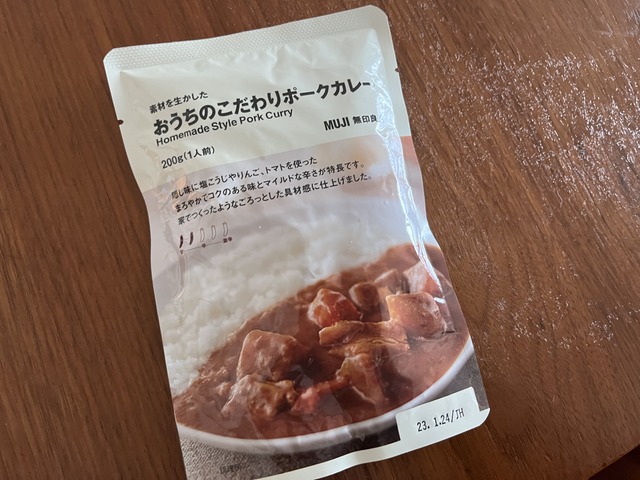 素材を生かした
おうちのこだわりポークカレー
Homemade Style Pork Curry
MUJI 無印良
200g(1人前)
隠し味に塩こうじやりんご、トマトを使った
まろやかでコクのある味とマイルドな辛さが特長です。
家でつくったようなごろっとした具材感に仕上げました。
23. 1.24/JH